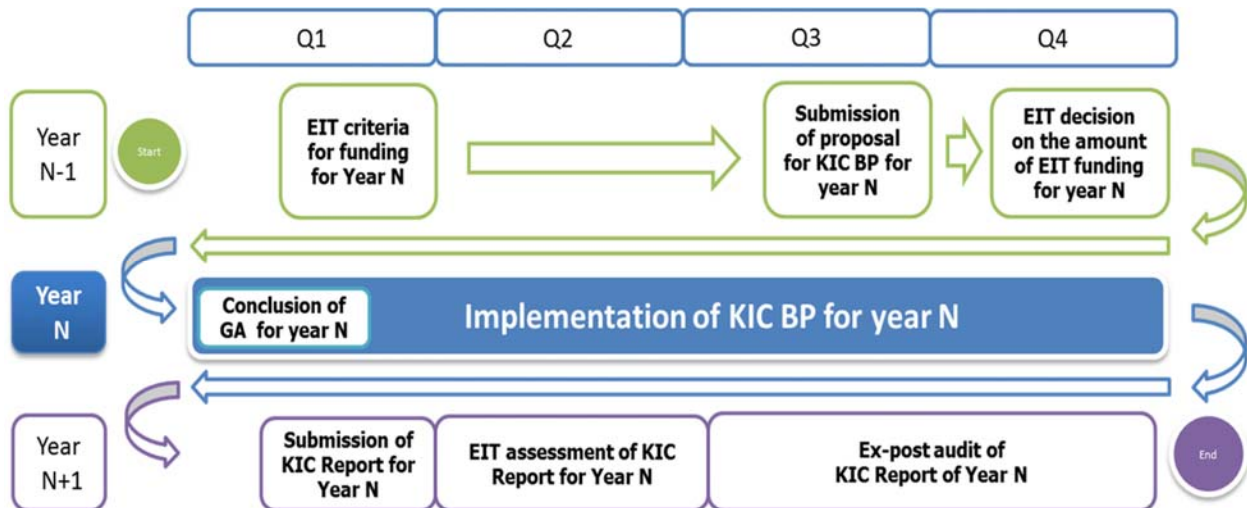 Q1
Q2
Q3
Q4
Year
N-1
Start
EIT criteria
for funding
for Year N
Submission
of proposal
for KIC BP for
year N
EIT decision
on the amount
of EIT funding
for year N
Year
N
Conclusion of
GA for year N
Implementation of KIC BP for year N
Year
N+1
Submission of
KIC Report for
Year N
EIT assessment of KIC
Report for Year N
Ex-post audit of
KIC Report of Year N
End